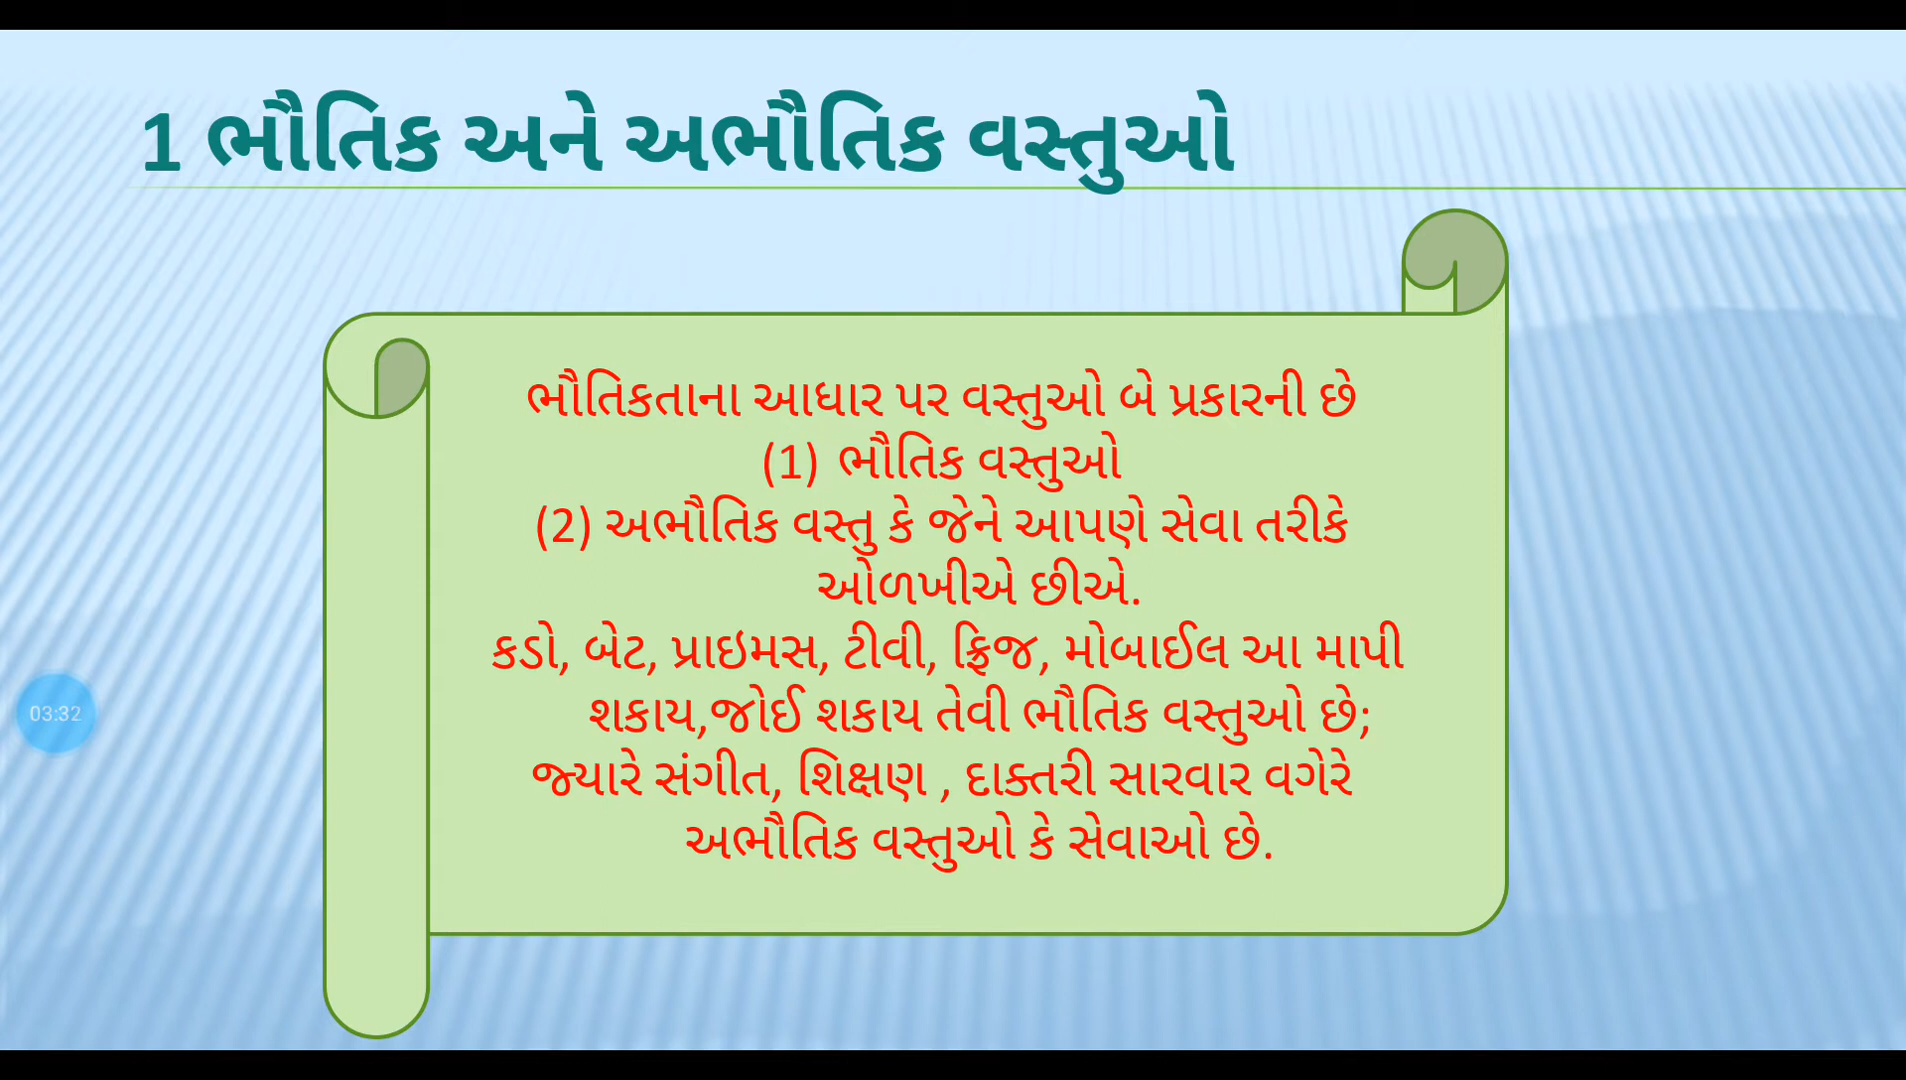 1 ભૌતિક અને અભૌતિક વસ્તુઓ
ભૌતિકતાના આધાર પર વસ્તુઓ બે પ્રકારની છે
(1) ભૌતિક વસ્તુઓ
(2) અભૌતિક વસ્તુ કે જેને આપણે સેવા તરીકે
ઓળખીએ છીએ.
કડો, બેટ, પ્રાઇમસ, ટીવી, ફ્રિજ, મોબાઈલ આ માપી
શકાય,જોઈ શકાય તેવી ભૌતિક વસ્તુઓ છે;
જ્યારે સંગીત, શિક્ષણ , દાક્તરી સારવાર વગેરે
અભૌતિક વસ્તુઓ કે સેવાઓ છે.
03:32